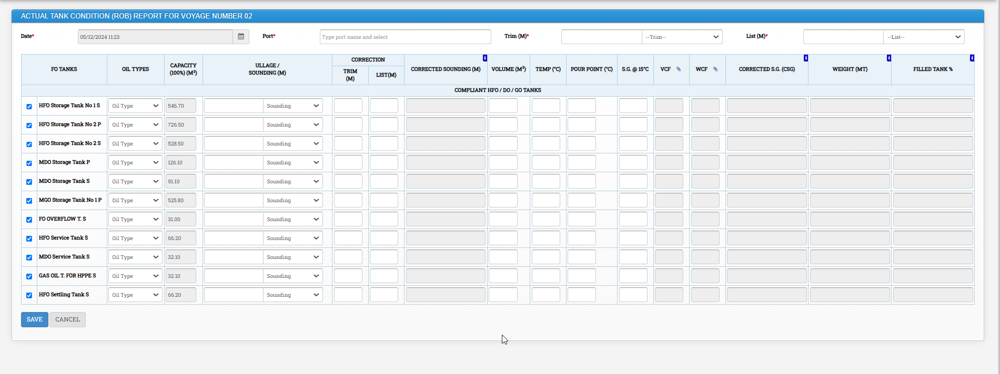 ACTUAL TANK CONDITION (ROB) REPORT FOR VOYAGE NUMBER 02
Date* 05/12/2024 11:23 Port* Type port name and select Trim (M)* --Trim-- List (M)* --List--
FO TANKS OIL TYPES CAPACITY (100%) (M³) ULLAGE / SOUNDING (M) CORRECTION TRIM (M) LIST(M) CORRECTED SOUNDING (M) VOLUME (M³) TEMP (°C) POUR POINT (°C) S.G. @ 15°C VCF WCF CORRECTED S.G. (CSG) WEIGHT (MT) FILLED TANK %
COMPLIANT HFO / DO / GO TANKS
HFO Storage Tank No 1 S Oil Type 546.70 Sounding
HFO Storage Tank No 2 P Oil Type 726.50 Sounding
HFO Storage Tank No 2 S Oil Type 528.50 Sounding
MDO Storage Tank P Oil Type 126.10 Sounding
MDO Storage Tank S Oil Type 91.10 Sounding
MGO Storage Tank No 1 P Oil Type 525.80 Sounding
FO OVERFLOW T. S Oil Type 31.00 Sounding
HFO Service Tank S Oil Type 66.20 Sounding
MDO Service Tank S Oil Type 32.10 Sounding
GAS OIL T. FOR HPPE S Oil Type 32.10 Sounding
HFO Settling Tank S Oil Type 66.20 Sounding
SAVE CANCEL